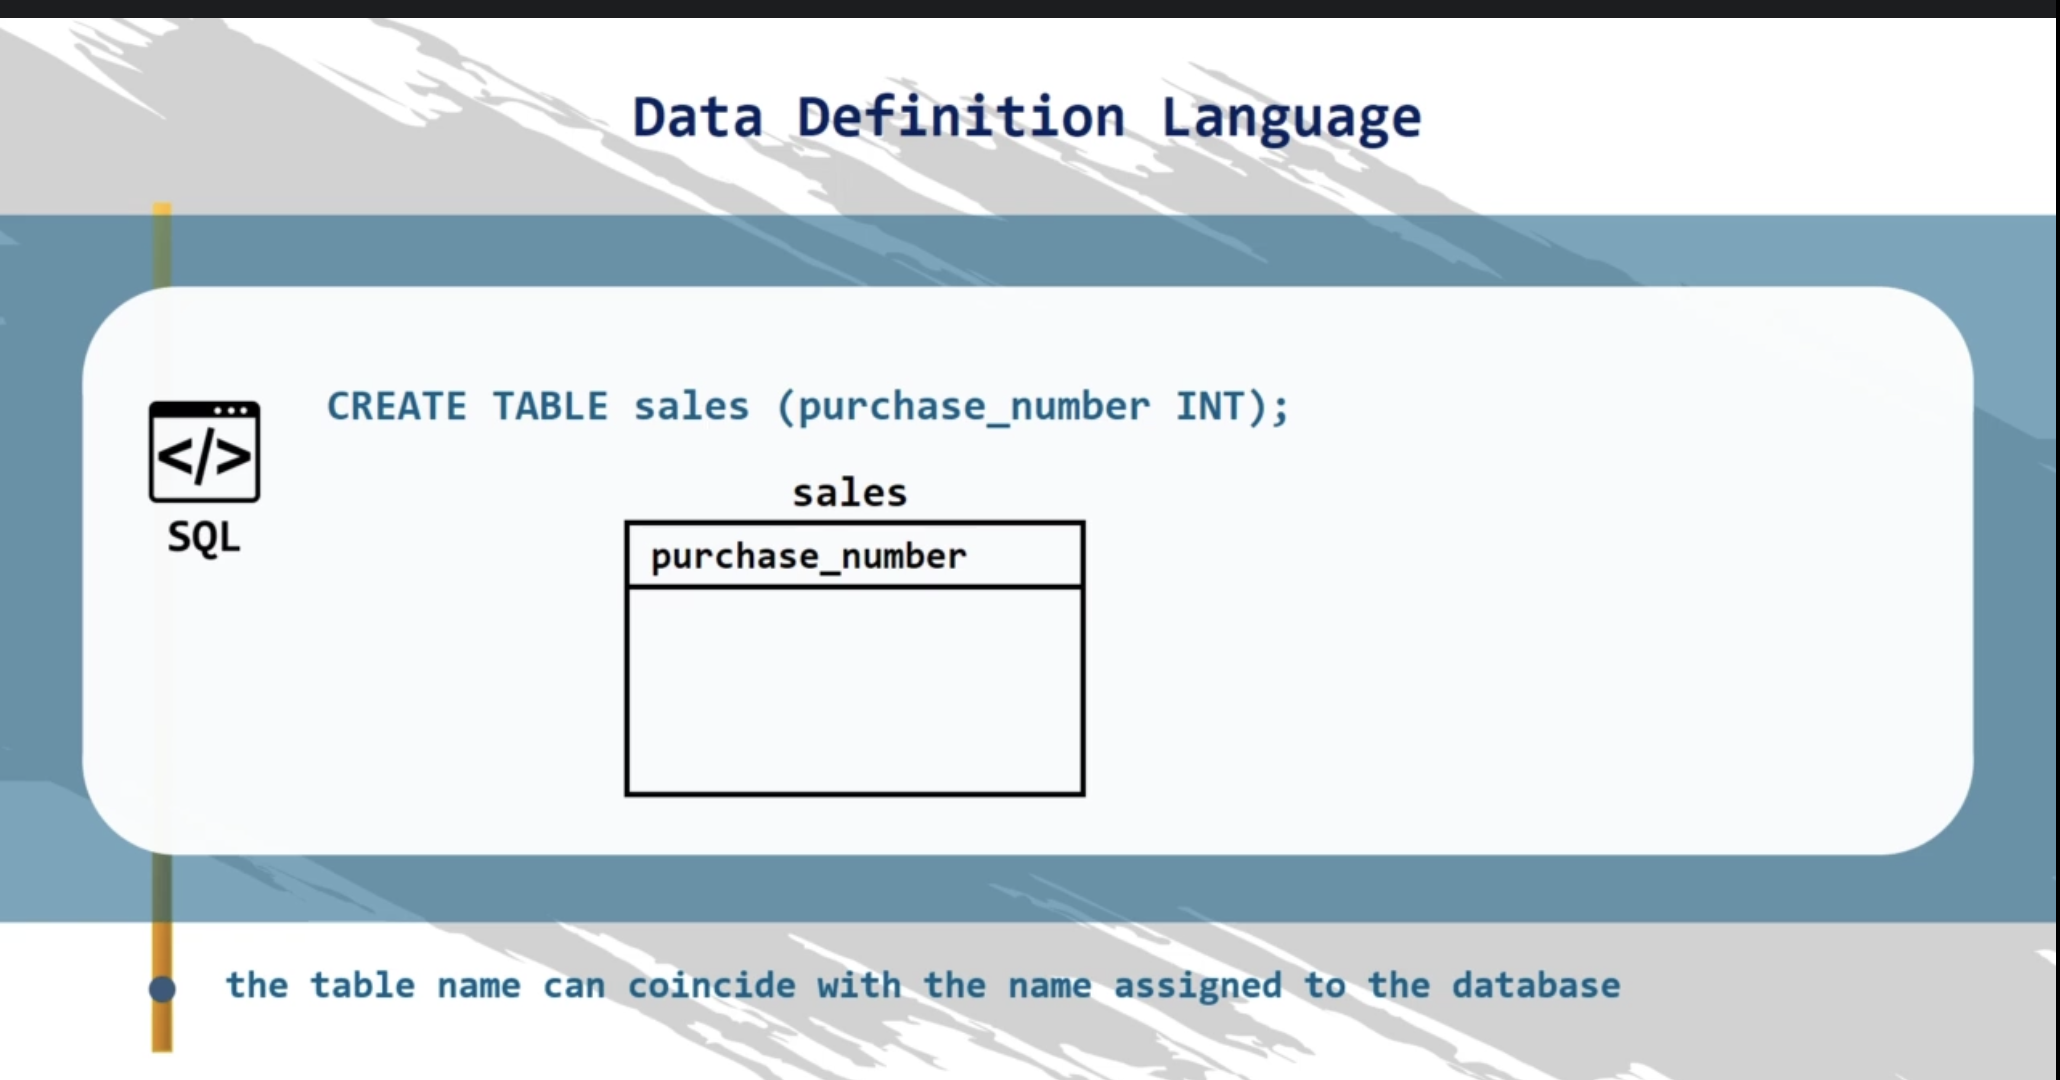 Data Definition Language
CREATE TABLE sales (purchase_number INT);
</>
SQL
sales
purchase_number
the table name can coincide with the name assigned to the database